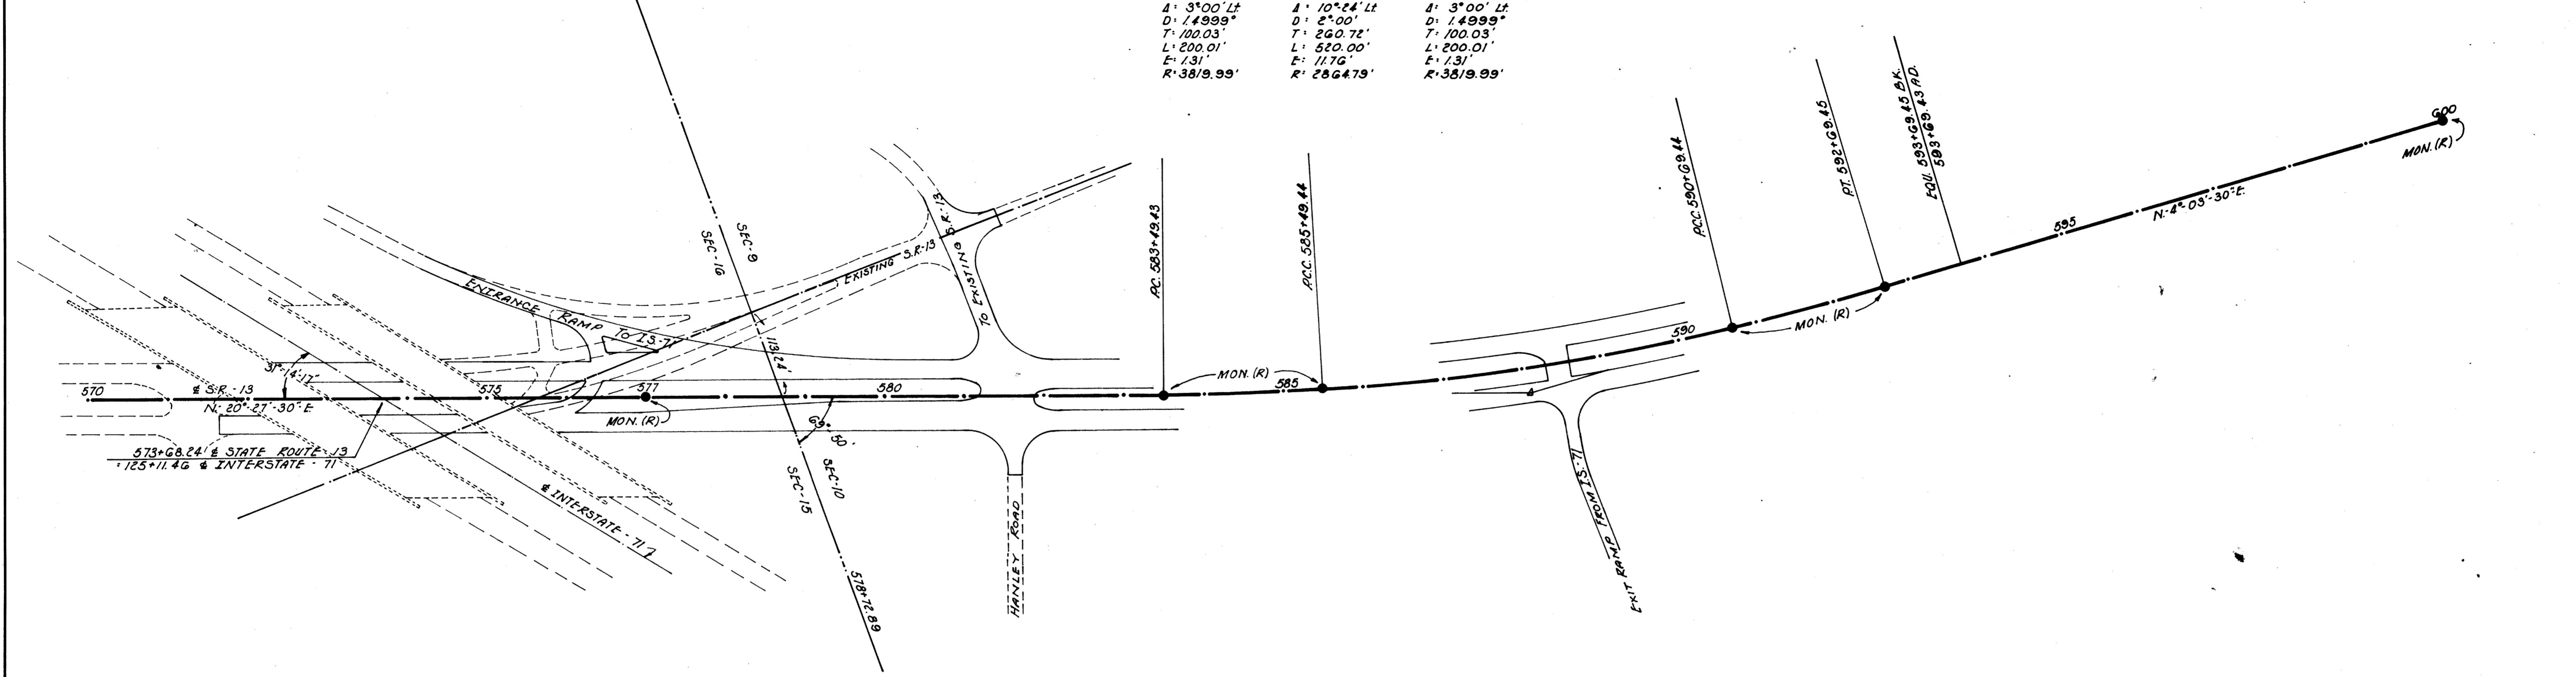 Δ= 3°00' Lt.
D= 1.4999°
T= 100.03'
L= 200.01'
E= 1.31'
R= 3819.99'
Δ= 10°-24' Lt
D= 2°-00'
T= 260.72'
L= 520.00'
E= 11.76'
R= 2864.79'
Δ= 3°00' Lt.
D= 1.4999°
T= 100.03'
L= 200.01'
E= 1.31'
R= 3819.99'
600
MON. (R)
EQU. 593+69.45 BK.
593+69.43 AD.
P.T. 592+69.45
P.C.C. 590+69.44
P.C.C. 585+49.44
P.C. 583+49.43
N.-4°-03'-30"-E.
595
MON. (R)
590
MON. (R)
585
SEC-9
SEC-16
EXISTING S.R.-13
TO EXISTING S.R.-13
ENTRANCE RAMP TO I.S.-71
113.24'
31°-14'-17"
570
℄ S.R.-13
N.-20°-27'-30"-E
575
577
580
MON. (R)
69°-50'
573+68.24' ℄ STATE ROUTE-13
=125+11.46 ℄ INTERSTATE-71
℄ INTERSTATE-71
SEC-10
SEC-15
578+72.89
HANLEY ROAD
EXIT RAMP FROM I.S.-71